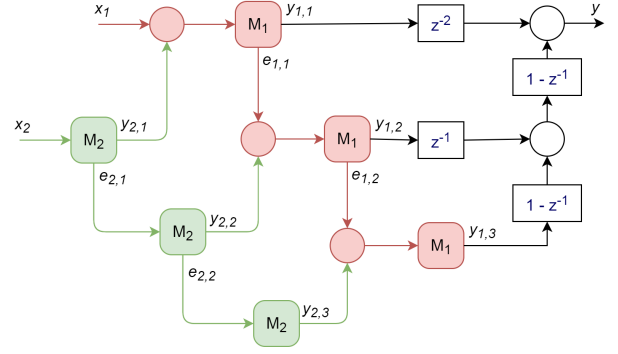 x1 M1 y1,1 z-2 y
e1,1
1 - z-1
x2 M2 y2,1 M1 y1,2 z-1
e2,1 e1,2
1 - z-1
M2 y2,2
M1 y1,3
e2,2
M2 y2,3